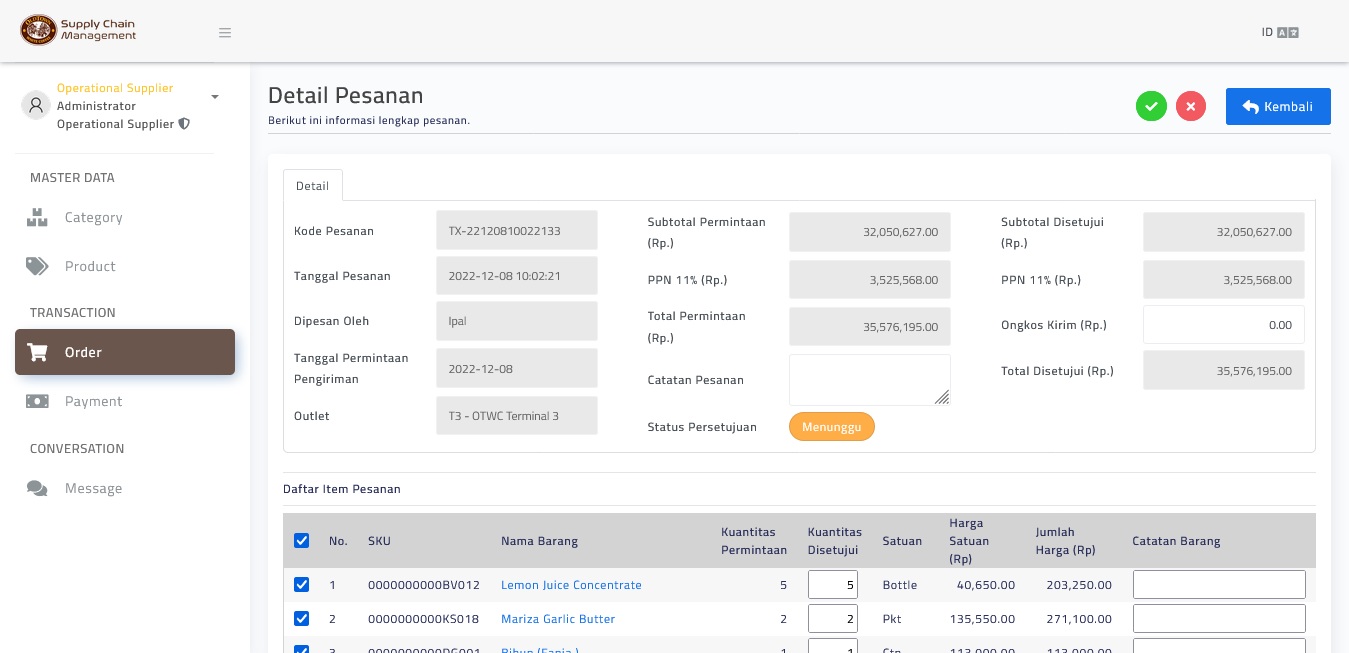 Supply Chain
Management
ID
Operational Supplier
Administrator
Operational Supplier
MASTER DATA
Category
Product
TRANSACTION
Order
Payment
CONVERSATION
Message
Detail Pesanan
Berikut ini informasi lengkap pesanan.
Kembali
Detail
Kode Pesanan
TX-22120810022133
Tanggal Pesanan
2022-12-08 10:02:21
Dipesan Oleh
Ipal
Tanggal Permintaan
Pengiriman
2022-12-08
Outlet
T3 - OTWC Terminal 3
Subtotal Permintaan
(Rp.)
32,050,627.00
PPN 11% (Rp.)
3,525,568.00
Total Permintaan
(Rp.)
35,576,195.00
Catatan Pesanan
Status Persetujuan
Menunggu
Subtotal Disetujui
(Rp.)
32,050,627.00
PPN 11% (Rp.)
3,525,568.00
Ongkos Kirim (Rp.)
0.00
Total Disetujui (Rp.)
35,576,195.00
Daftar Item Pesanan
No. SKU Nama Barang Kuantitas Permintaan Kuantitas Disetujui Satuan Harga Satuan (Rp) Jumlah Harga (Rp) Catatan Barang
1 0000000000BV012 Lemon Juice Concentrate 5 5 Bottle 40,650.00 203,250.00
2 0000000000KS018 Mariza Garlic Butter 2 2 Pkt 135,550.00 271,100.00
3 0000000000DG001 1 1 Ctn 113,000.00 113,000.00